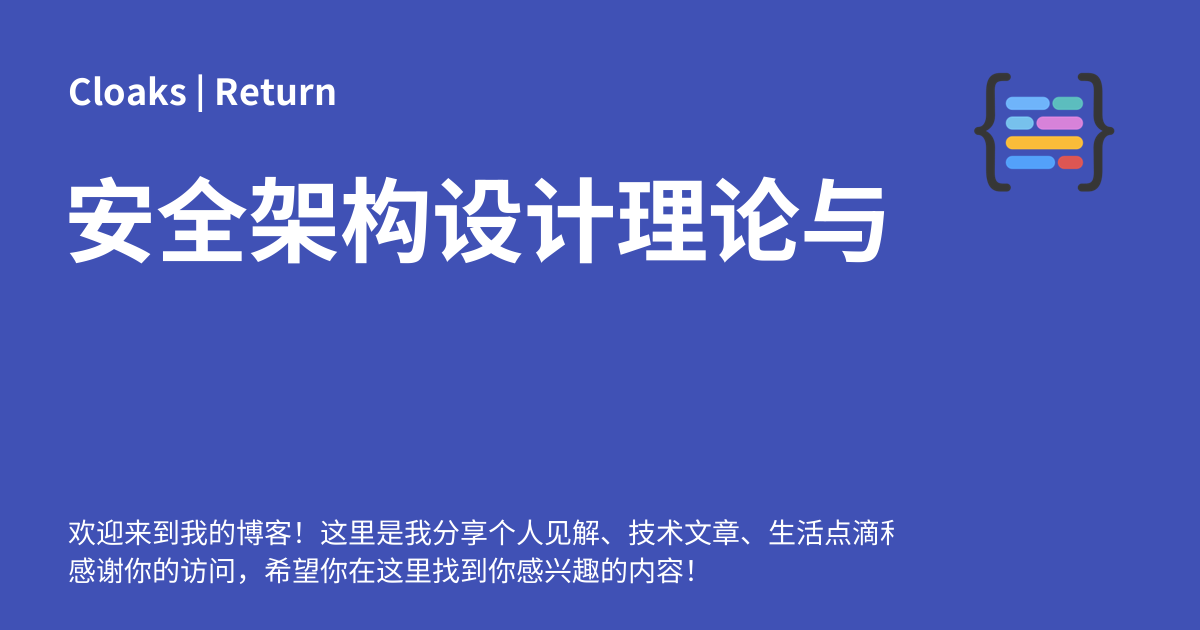 Cloaks | Return
安全架构设计理论与
欢迎来到我的博客！这里是我分享个人见解、技术文章、生活点滴
感谢你的访问，希望你在这里找到你感兴趣的内容！